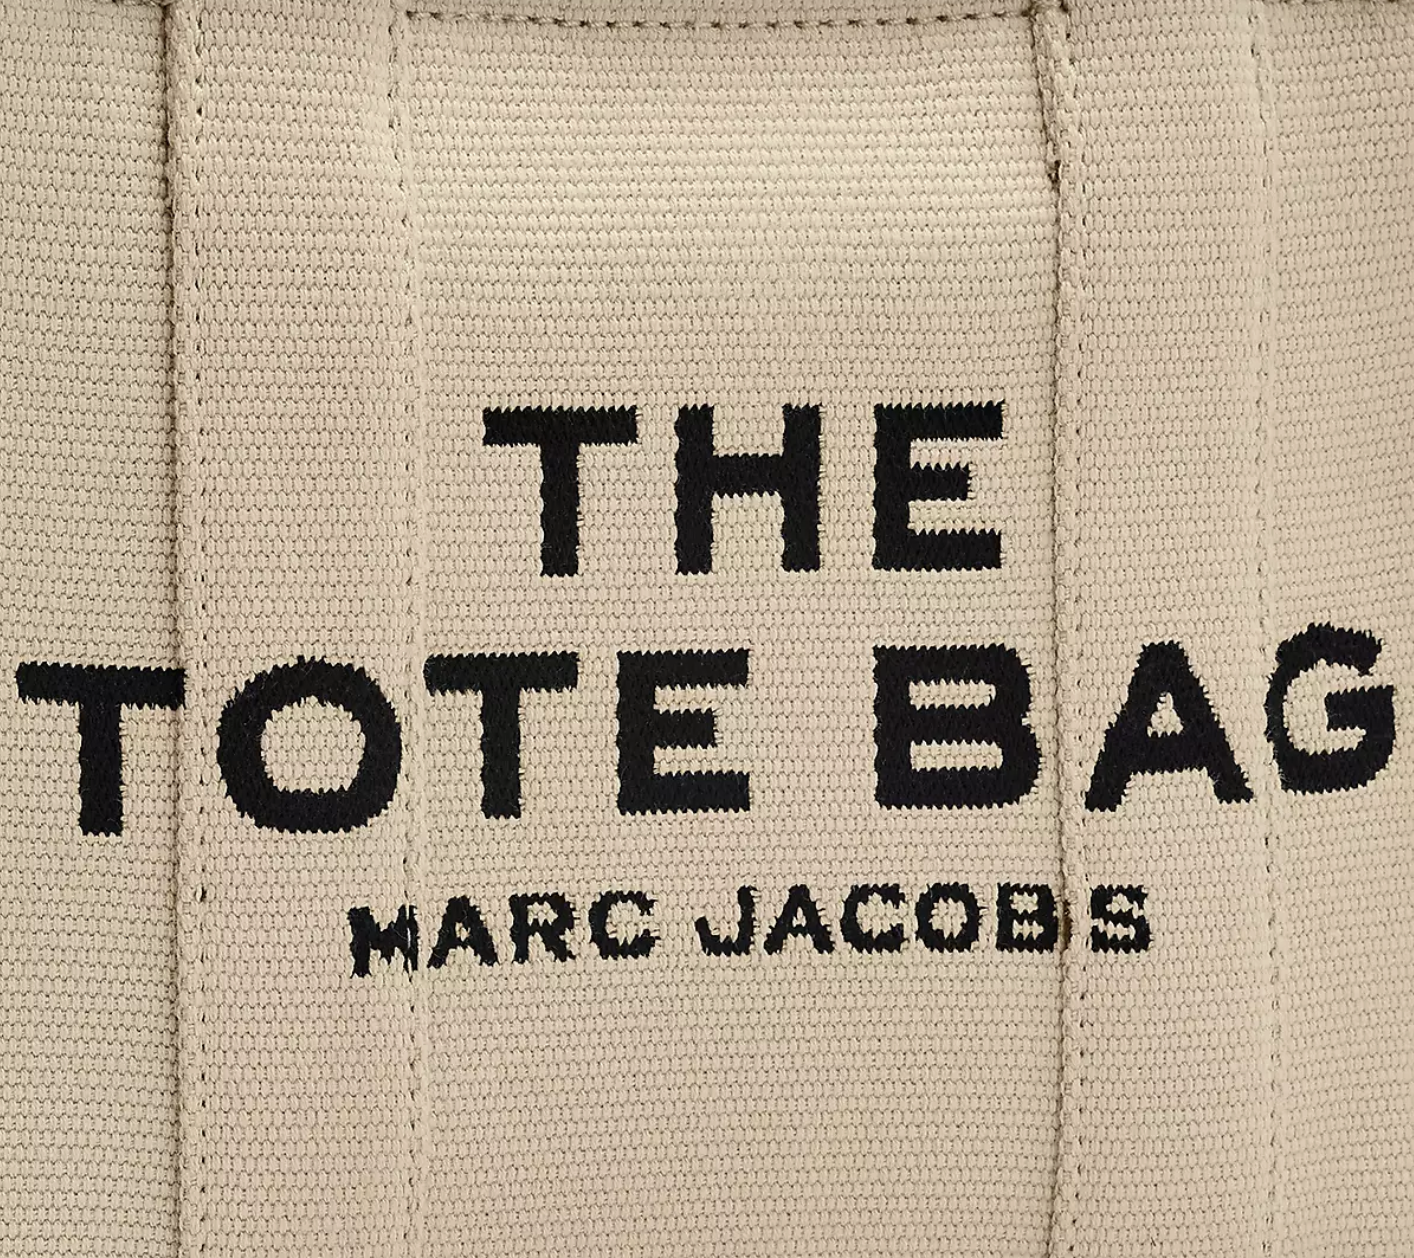 THE
TOTE BAG
MARC JACOBS